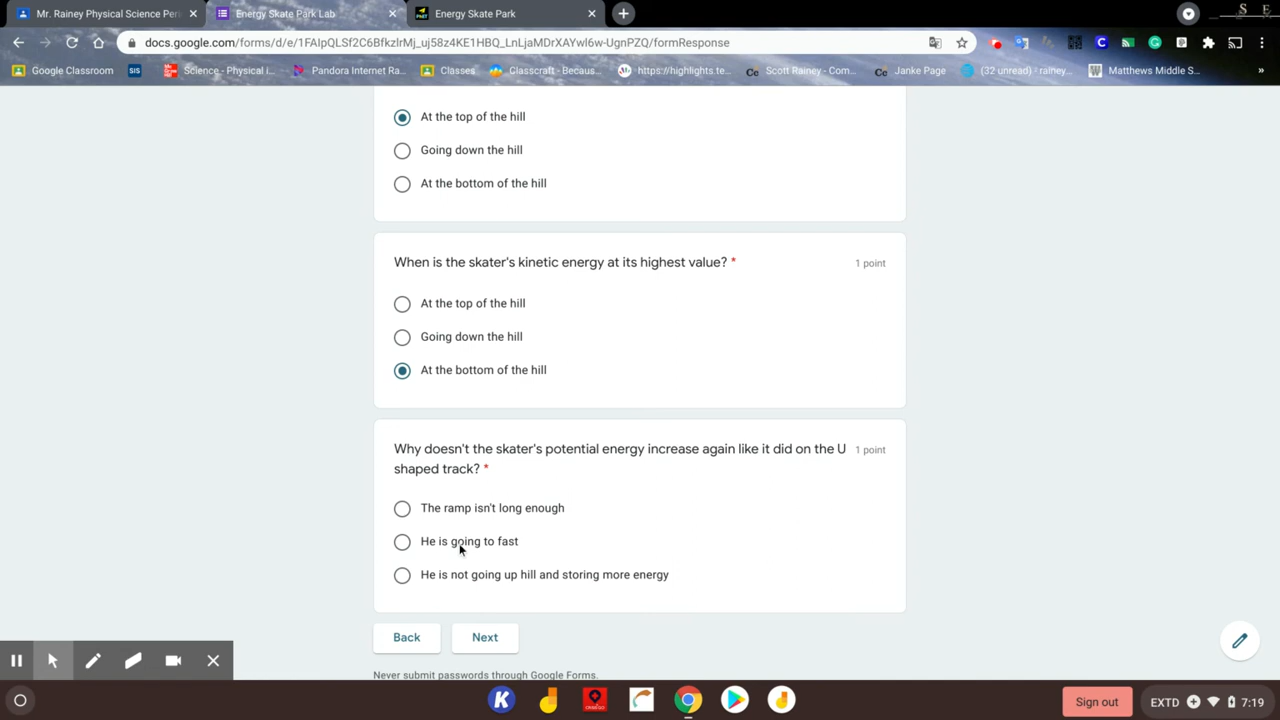 Mr. Rainey Physical Science Peri
Energy Skate Park Lab
Energy Skate Park
S E
docs.google.com/forms/d/e/1FAIpQLSf2C6BfkzlrMj_uj58z4KE1HBQ_LnLjaMDrXAYwl6w-UgnPZQ/formResponse
Google Classroom
SIS
Science - Physical i...
Pandora Internet Ra...
Classes
Classcraft - Becaus...
https://highlights.te...
Scott Rainey - Com...
Janke Page
(32 unread) - rainey...
Matthews Middle S...
»
At the top of the hill
Going down the hill
At the bottom of the hill
When is the skater's kinetic energy at its highest value? *
1 point
At the top of the hill
Going down the hill
At the bottom of the hill
Why doesn't the skater's potential energy increase again like it did on the U
1 point
shaped track? *
The ramp isn't long enough
He is going to fast
He is not going up hill and storing more energy
Back
Next
Never submit passwords through Google Forms.
Sign out
EXTD
7:19